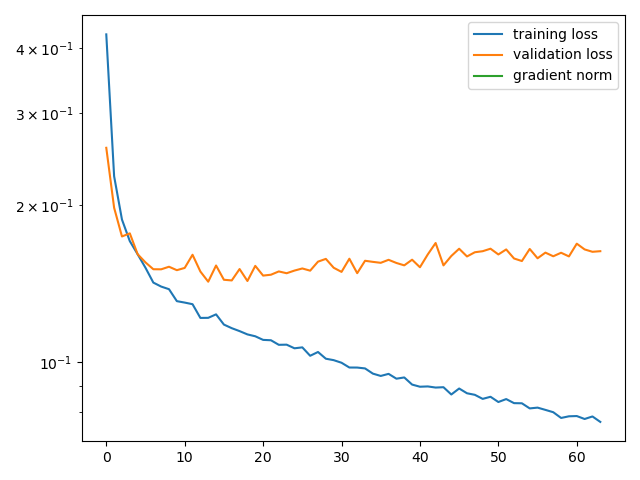 training loss
validation loss
gradient norm
4 × 10⁻¹
3 × 10⁻¹
2 × 10⁻¹
10⁻¹
0 10 20 30 40 50 60